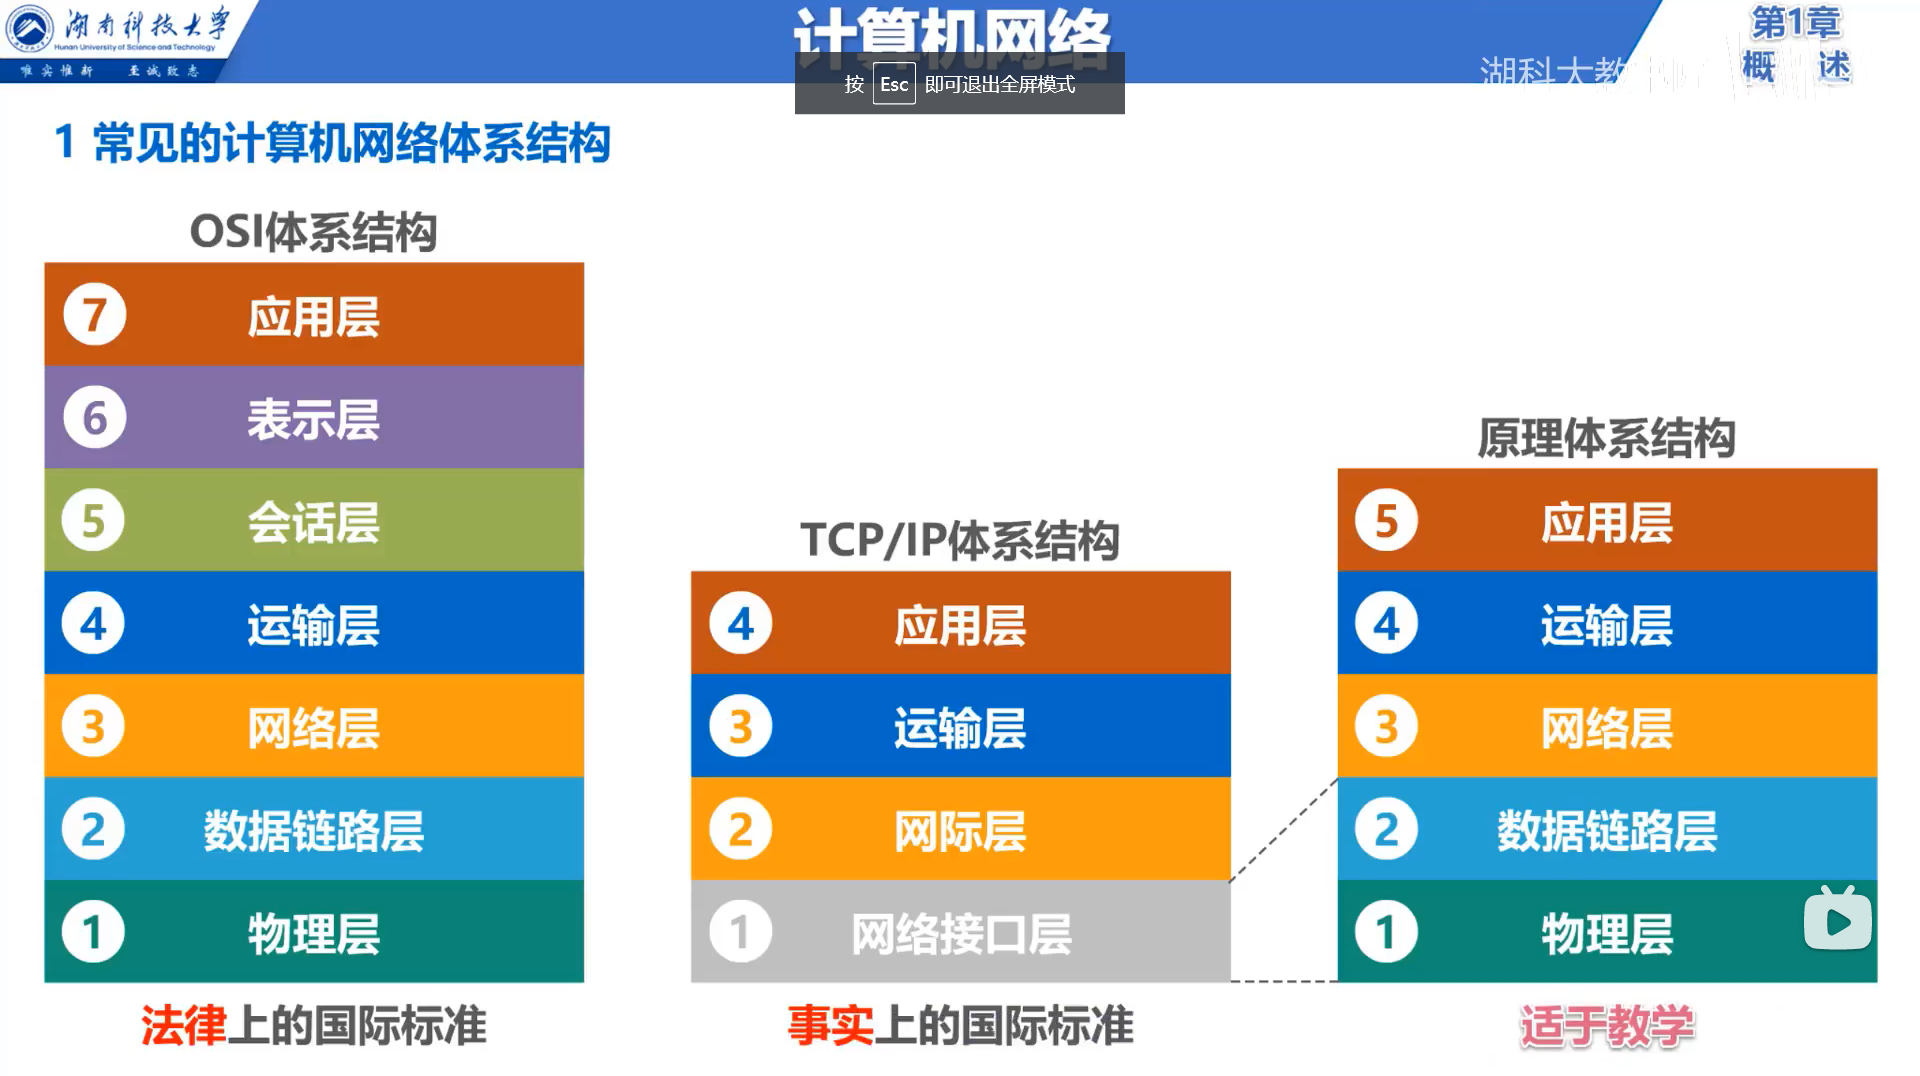 湖南科技大学
Hunan University of Science and Technology
唯实惟新 至诚致志
计算机网络
第1章
概 述
湖科大教
按 Esc 即可退出全屏模式
1 常见的计算机网络体系结构
OSI体系结构
7 应用层
6 表示层
5 会话层
4 运输层
3 网络层
2 数据链路层
1 物理层
法律上的国际标准
TCP/IP体系结构
4 应用层
3 运输层
2 网际层
1 网络接口层
事实上的国际标准
原理体系结构
5 应用层
4 运输层
3 网络层
2 数据链路层
1 物理层
适于教学